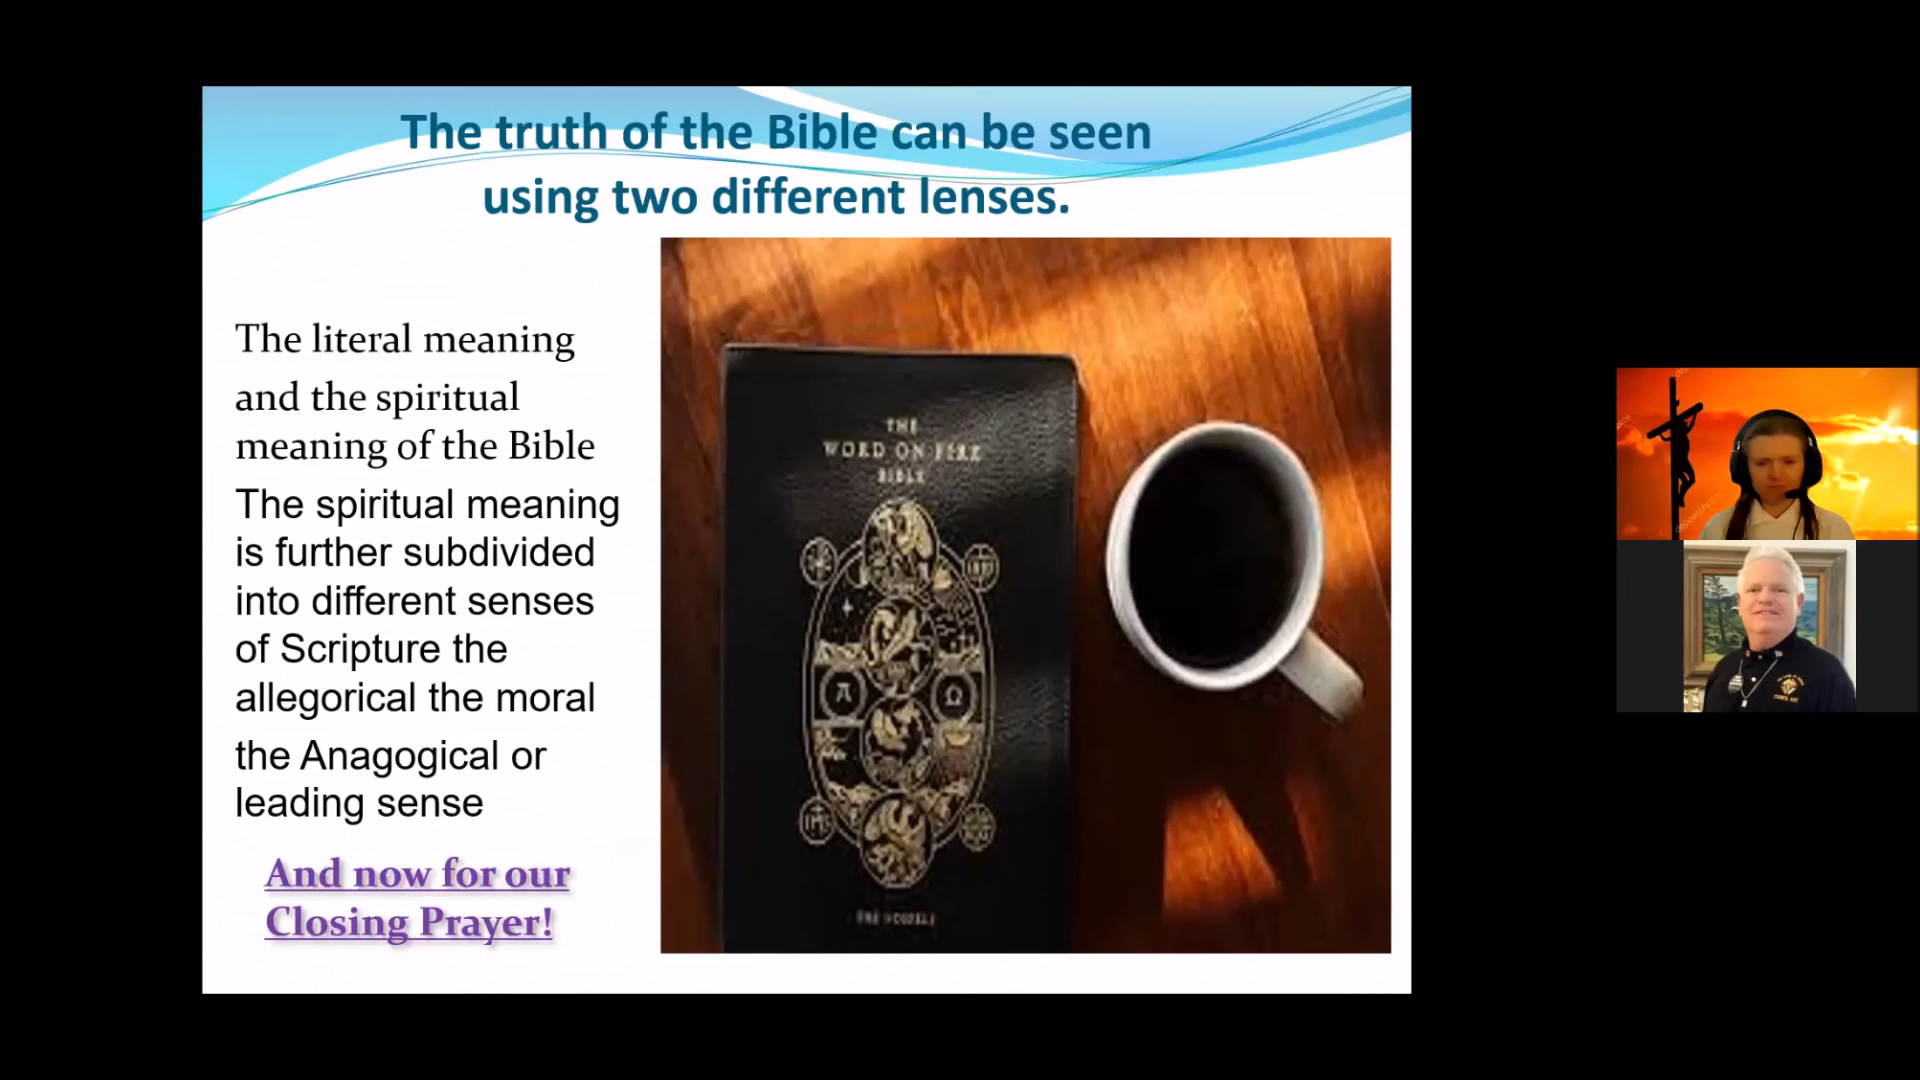 The truth of the Bible can be seen
using two different lenses.
The literal meaning
and the spiritual
meaning of the Bible
The spiritual meaning
is further subdivided
into different senses
of Scripture the
allegorical the moral
the Anagogical or
leading sense
And now for our
Closing Prayer!
THE
WORD ON FIRE
BIBLE
A
Ω
THE GOSPELS